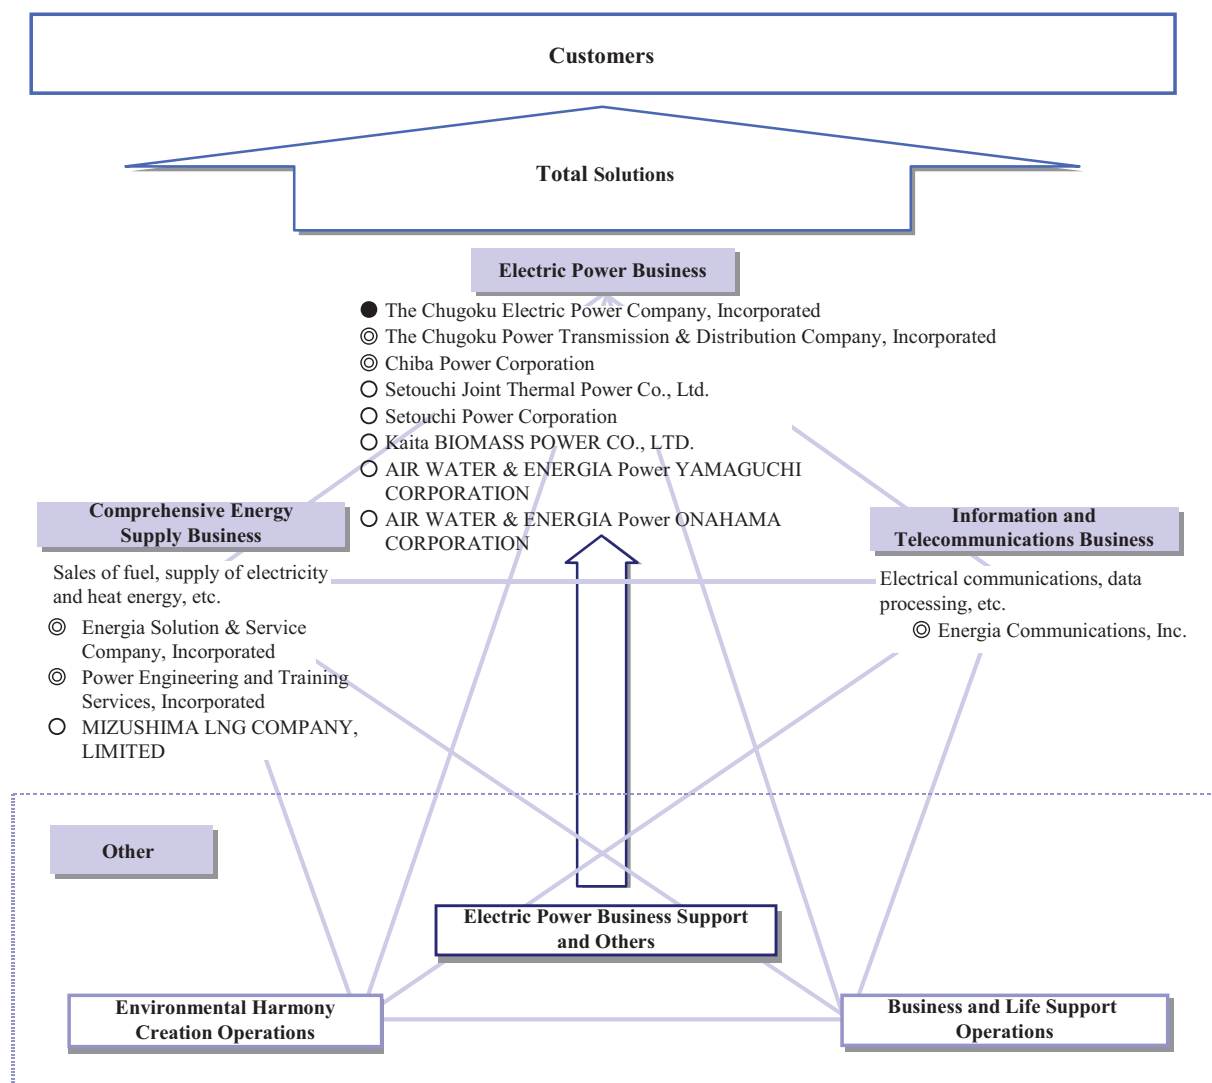 Customers
Total Solutions
Electric Power Business
● The Chugoku Electric Power Company, Incorporated
◎ The Chugoku Power Transmission & Distribution Company, Incorporated
◎ Chiba Power Corporation
○ Setouchi Joint Thermal Power Co., Ltd.
○ Setouchi Power Corporation
○ Kaita BIOMASS POWER CO., LTD.
○ AIR WATER & ENERGIA Power YAMAGUCHI
CORPORATION
○ AIR WATER & ENERGIA Power ONAHAMA
CORPORATION
Comprehensive Energy
Supply Business
Sales of fuel, supply of electricity
and heat energy, etc.
◎ Energia Solution & Service
Company, Incorporated
◎ Power Engineering and Training
Services, Incorporated
○ MIZUSHIMA LNG COMPANY,
LIMITED
Information and
Telecommunications Business
Electrical communications, data
processing, etc.
◎ Energia Communications, Inc.
Other
Electric Power Business Support
and Others
Environmental Harmony
Creation Operations
Business and Life Support
Operations